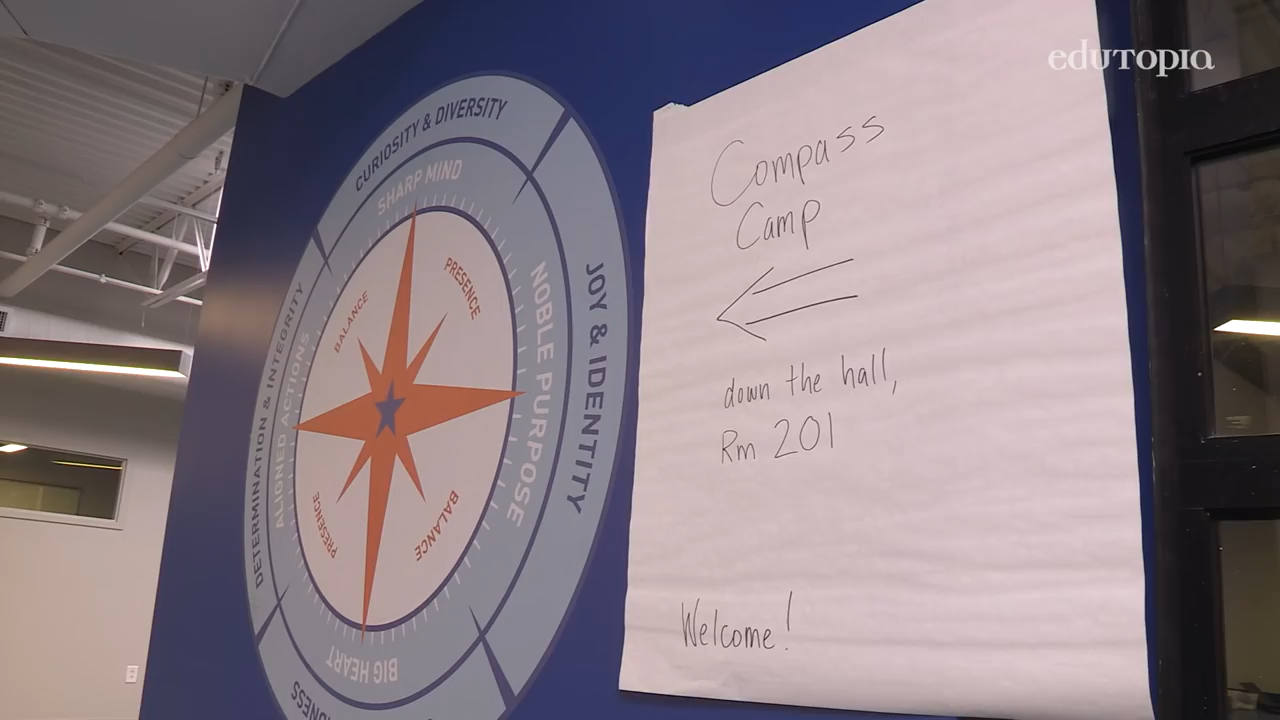 edutopia
CURIOSITY & DIVERSITY
SHARP MIND
JOY & IDENTITY
NOBLE PURPOSE
DETERMINATION & INTEGRITY
ALIGNED ACTIONS
BALANCE
PRESENCE
PRESENCE
BALANCE
BIG HEART
Compass
Camp
down the hall,
Rm 201
Welcome!